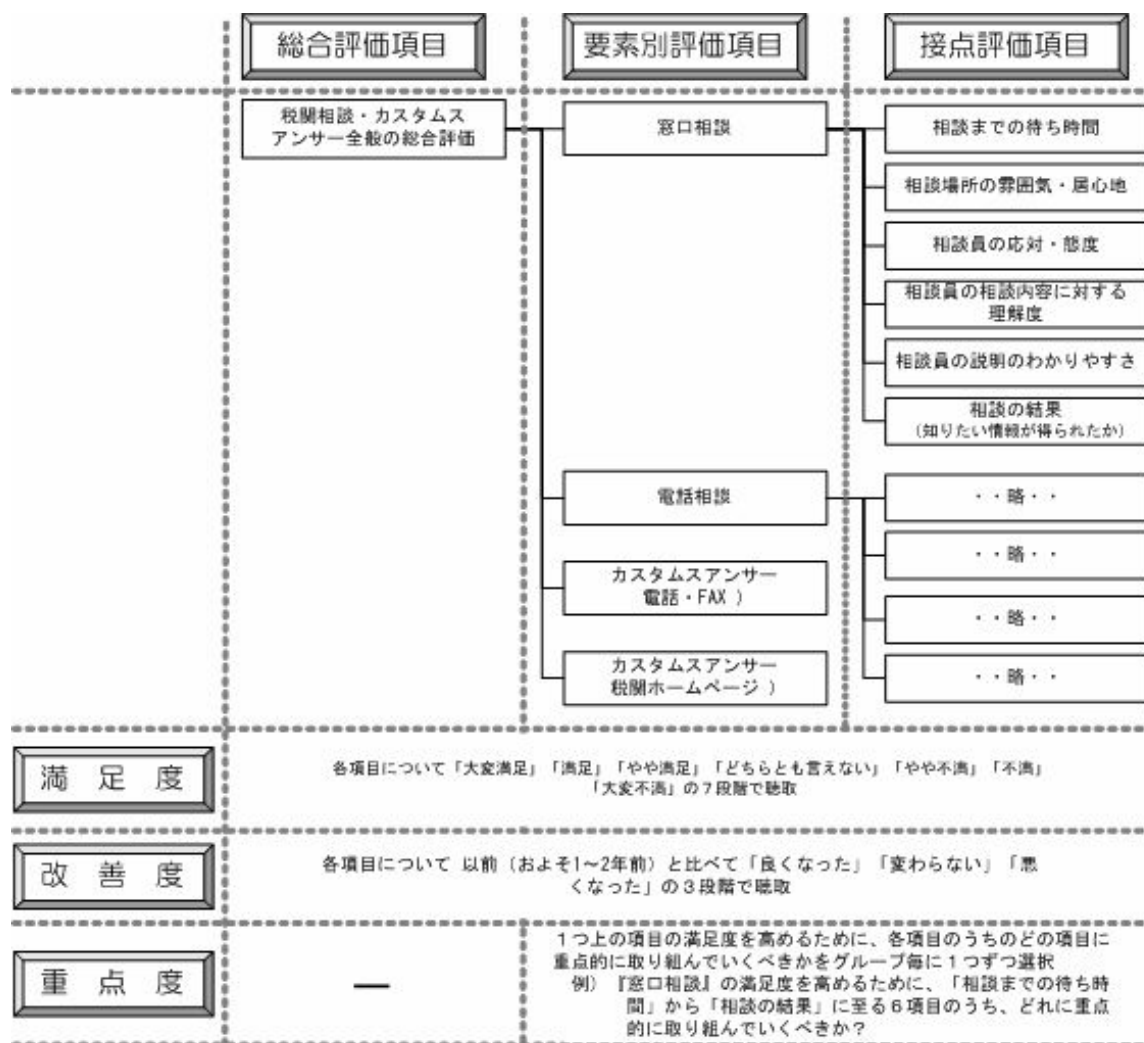 総合評価項目
要素別評価項目
接点評価項目
税関相談・カスタムス
アンサー全般の総合評価
窓口相談
相談までの待ち時間
相談場所の雰囲気・居心地
相談員の応対・態度
相談員の相談内容に対する
理解度
相談員の説明のわかりやすさ
相談の結果
（知りたい情報が得られたか）
電話相談
・・略・・
・・略・・
カスタムスアンサー
電話・FAX ）
・・略・・
カスタムスアンサー
税関ホームページ ）
・・略・・
満 足 度
各項目について「大変満足」「満足」「やや満足」「どちらとも言えない」「やや不満」「不満」
「大変不満」の７段階で聴取
改 善 度
各項目について 以前（およそ1～2年前）と比べて「良くなった」「変わらない」「悪
くなった」の３段階で聴取
重 点 度
―
１つ上の項目の満足度を高めるために、各項目のうちのどの項目に
重点的に取り組んでいくべきかをグループ毎に１つずつ選択
例）『窓口相談』の満足度を高めるために、「相談までの待ち時
間」から「相談の結果」に至る６項目のうち、どれに重点
的に取り組んでいくべきか？